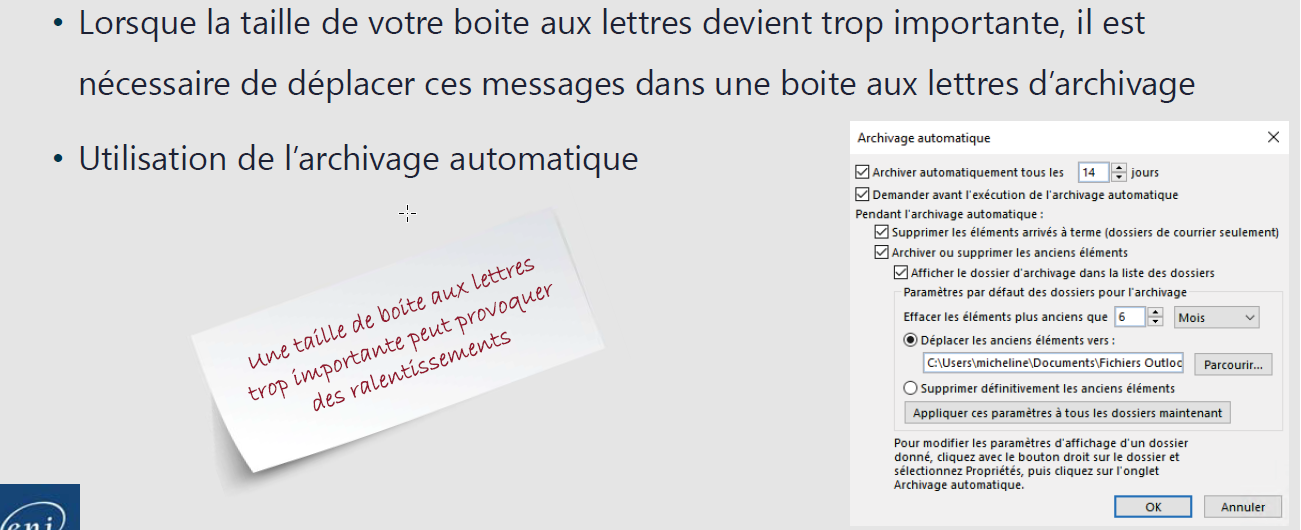 • Lorsque la taille de votre boite aux lettres devient trop importante, il est
nécessaire de déplacer ces messages dans une boite aux lettres d'archivage
• Utilisation de l'archivage automatique
une taille de boîte aux lettres
trop importante peut provoquer
des ralentissements
Archivage automatique
Archiver automatiquement tous les 14 jours
Demander avant l'exécution de l'archivage automatique
Pendant l'archivage automatique :
Supprimer les éléments arrivés à terme (dossiers de courrier seulement)
Archiver ou supprimer les anciens éléments
Afficher le dossier d'archivage dans la liste des dossiers
Paramètres par défaut des dossiers pour l'archivage
Effacer les éléments plus anciens que 6 Mois
Déplacer les anciens éléments vers :
C:\Users\micheline\Documents\Fichiers Outloc Parcourir...
Supprimer définitivement les anciens éléments
Appliquer ces paramètres à tous les dossiers maintenant
Pour modifier les paramètres d'affichage d'un dossier
donné, cliquez avec le bouton droit sur le dossier et
sélectionnez Propriétés, puis cliquez sur l'onglet
Archivage automatique.
OK Annuler
eni